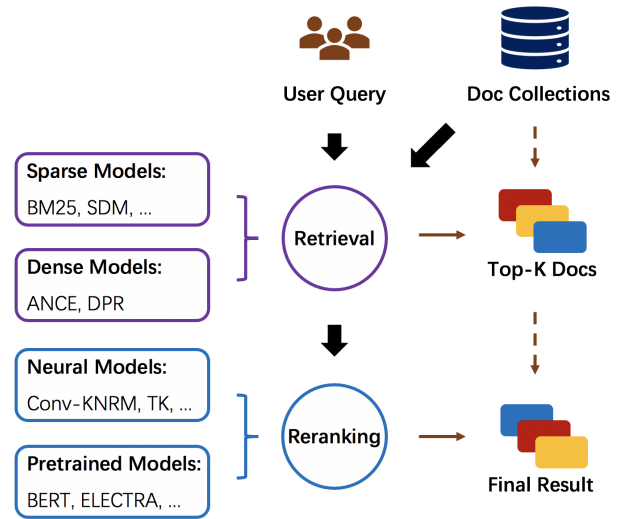 User Query
Doc Collections
Sparse Models:
BM25, SDM, ...
Retrieval
Dense Models:
ANCE, DPR
Top-K Docs
Neural Models:
Conv-KNRM, TK, ...
Reranking
Pretrained Models:
BERT, ELECTRA, ...
Final Result